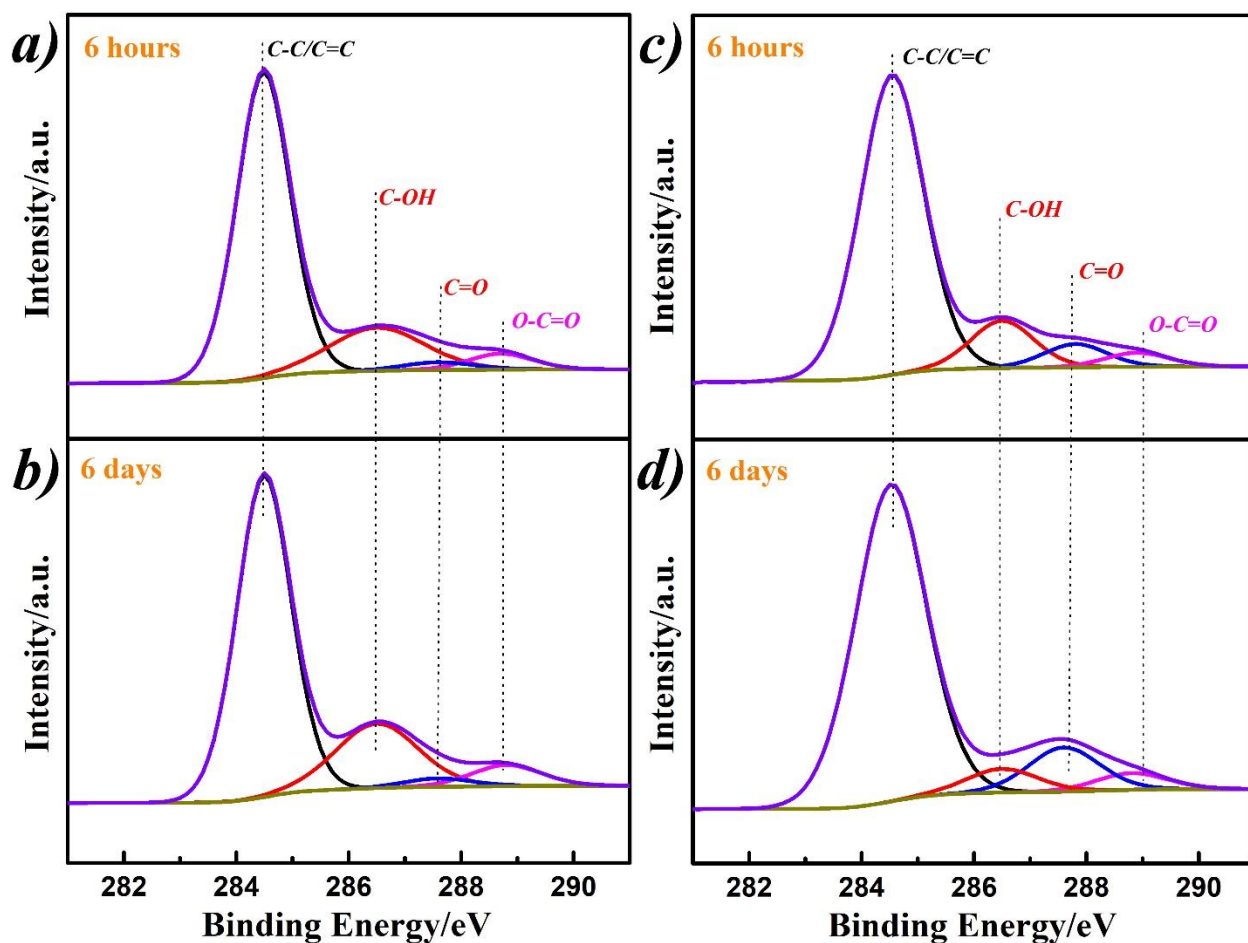 a) 6 hours
C-C/C=C
C-OH
C=O
O-C=O
Intensity/a.u.
b) 6 days
Intensity/a.u.
282 284 286 288 290
Binding Energy/eV
c) 6 hours
C-C/C=C
C-OH
C=O
O-C=O
Intensity/a.u.
d) 6 days
Intensity/a.u.
282 284 286 288 290
Binding Energy/eV